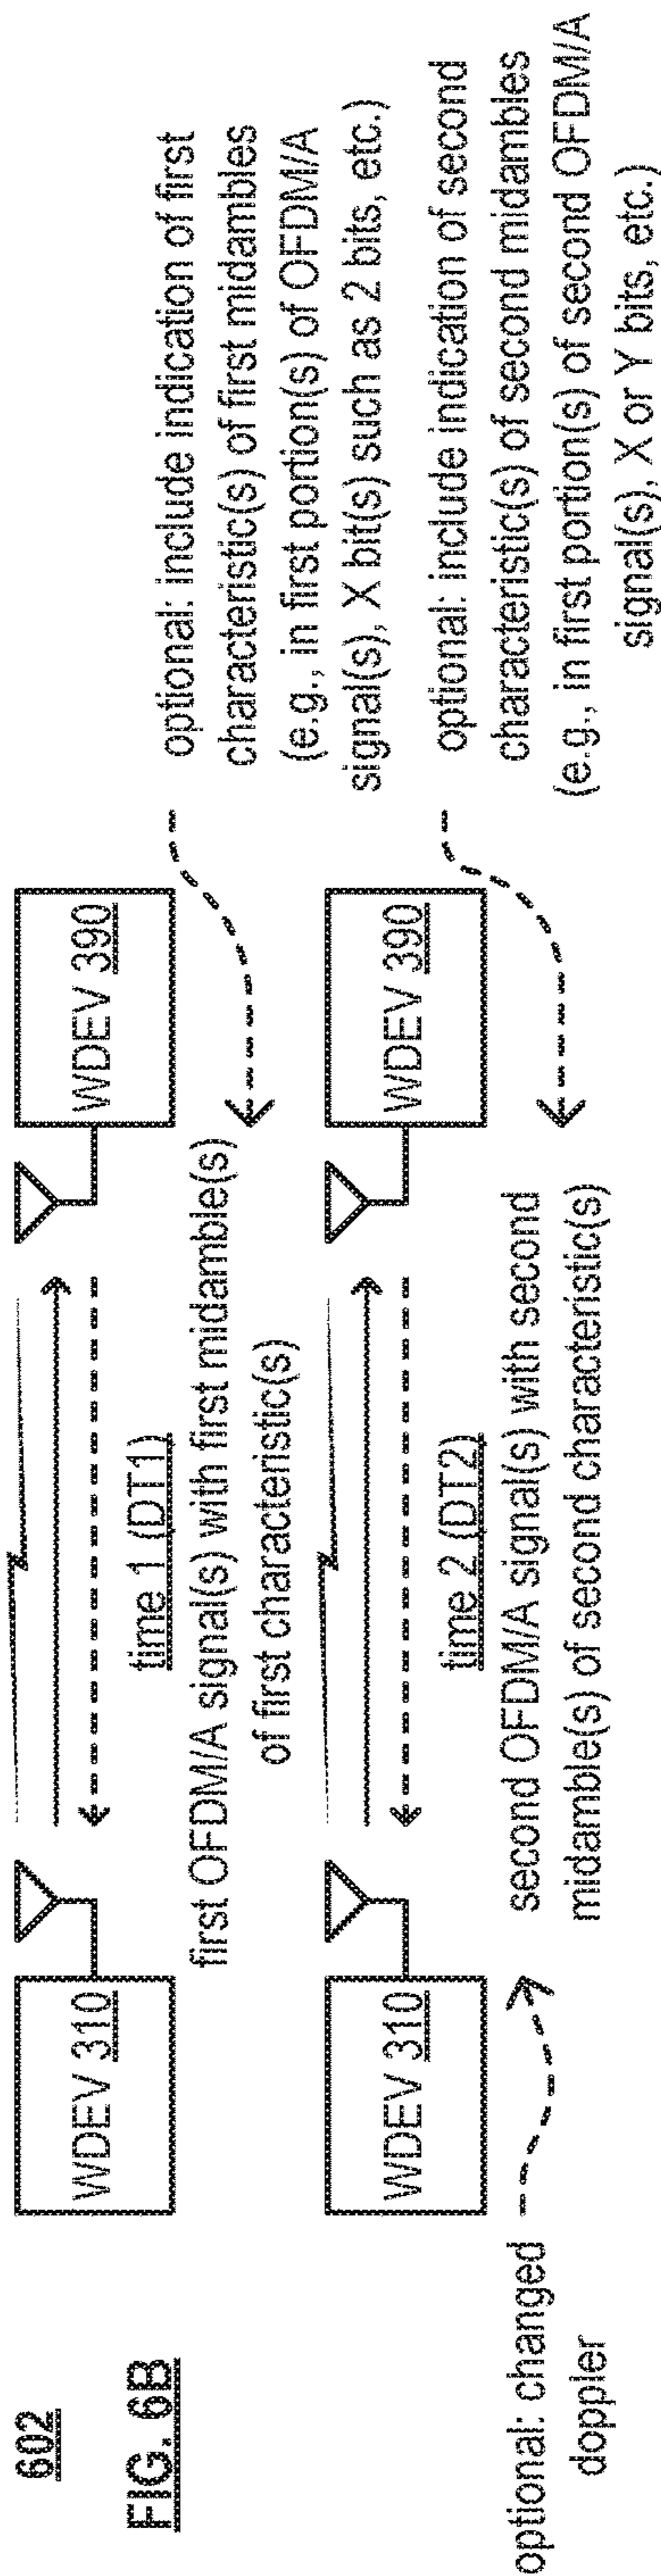 602
FIG. 6B
WDEV 310
WDEV 390
time 1 (DT1)
first OFDM/A signal(s) with first midamble(s)
of first characteristic(s)
optional: include indication of first
characteristic(s) of first midambles
(e.g., in first portion(s) of OFDM/A
signal(s), X bit(s) such as 2 bits, etc.)
WDEV 310
WDEV 390
optional: changed
doppler
time 2 (DT2)
second OFDM/A signal(s) with second
midamble(s) of second characteristic(s)
optional: include indication of second
characteristic(s) of second midambles
(e.g., in first portion(s) of second OFDM/A
signal(s), X or Y bits, etc.)